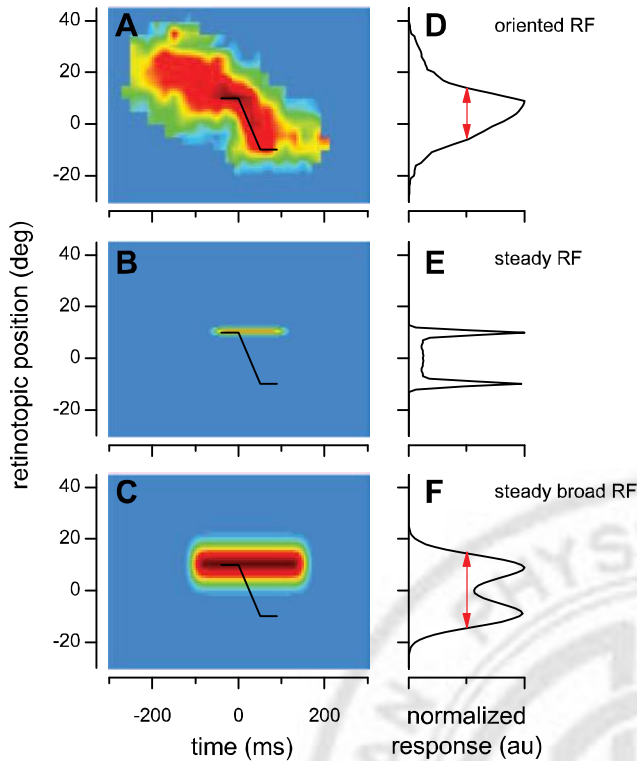 A
40
20
0
-20
D
oriented RF
B
40
20
0
-20
E
steady RF
C
40
20
0
-20
F
steady broad RF
retinotopic position (deg)
-200
0
200
time (ms)
normalized
response (au)
PHYS